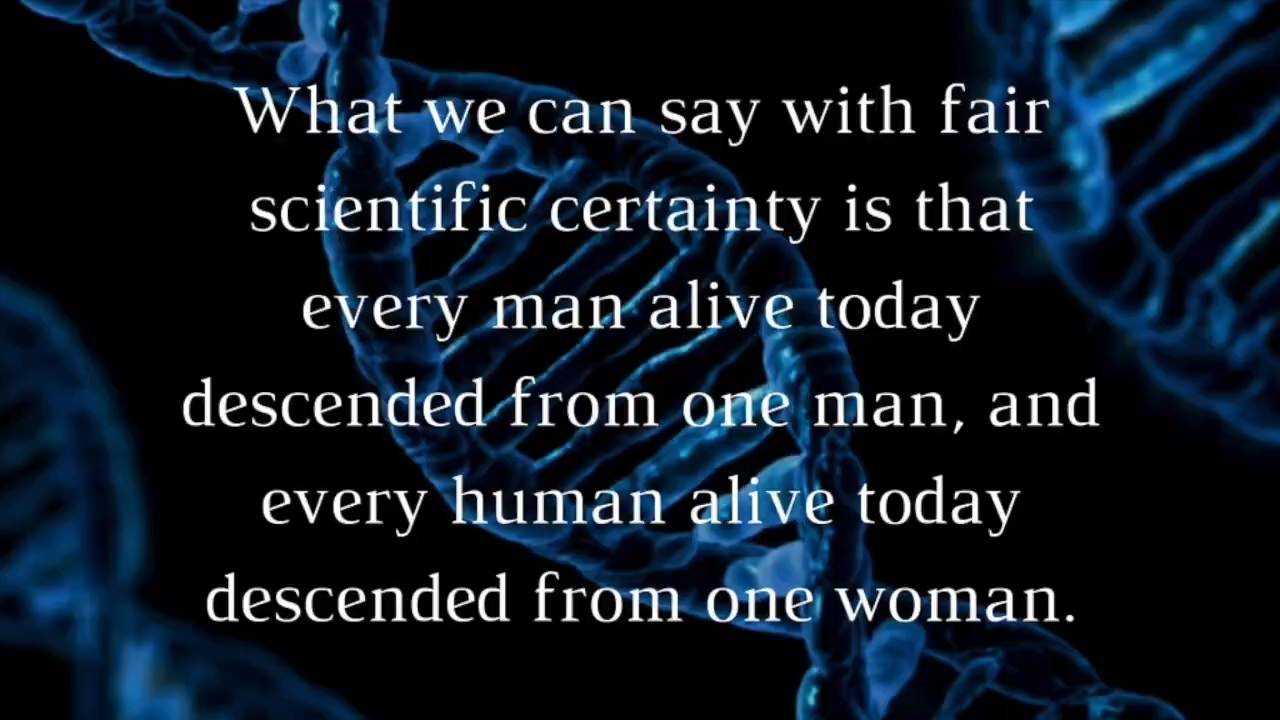 What we can say with fair
scientific certainty is that
every man alive today
descended from one man, and
every human alive today
descended from one woman.